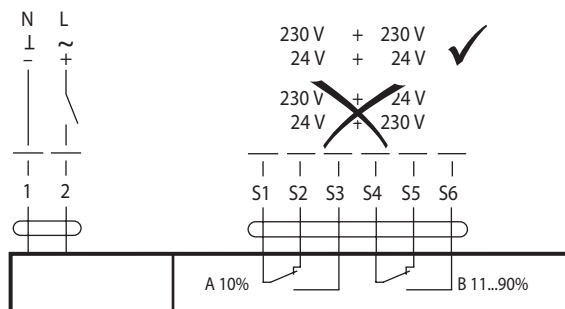 N L
⊥ ~
− +
230 V + 230 V
24 V + 24 V
230 V + 24 V
24 V + 230 V
1 2 S1 S2 S3 S4 S5 S6
A 10% B 11...90%